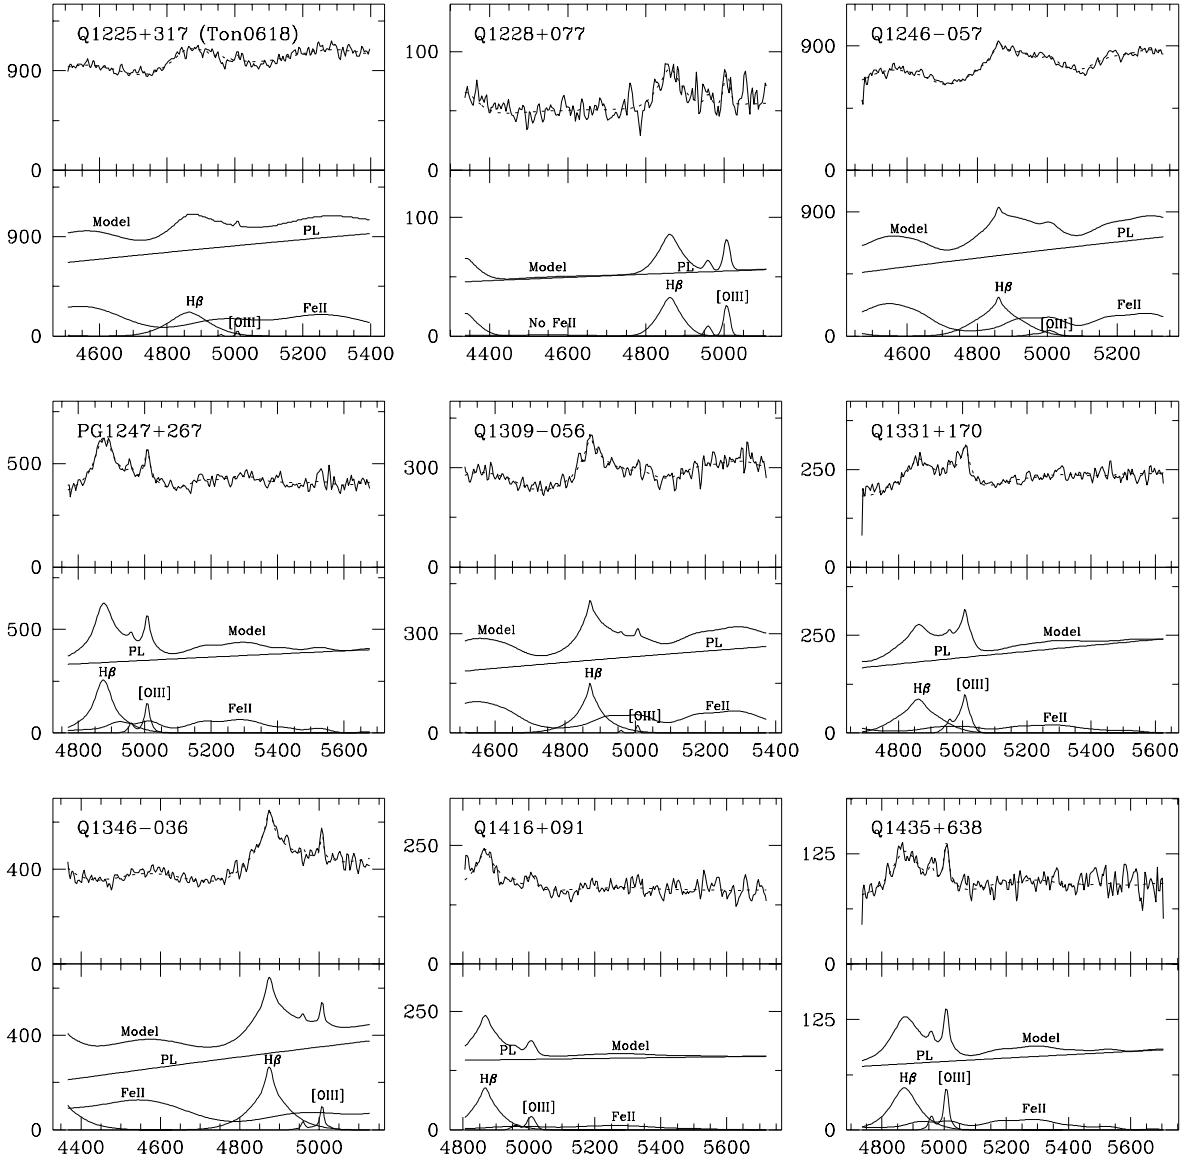 Q1225+317 (Ton0618)
900
0
Model
PL
900
Hβ
[OIII]
FeII
0
4600 4800 5000 5200 5400
Q1228+077
100
0
100
Model
PL
Hβ
[OIII]
No FeII
0
4400 4600 4800 5000
Q1246−057
900
0
900
Model
PL
Hβ
[OIII]
FeII
0
4600 4800 5000 5200
PG1247+267
500
0
500
Model
PL
Hβ
[OIII]
FeII
0
4800 5000 5200 5400 5600
Q1309−056
300
0
300
Model
PL
Hβ
[OIII]
FeII
0
4600 4800 5000 5200 5400
Q1331+170
250
0
250
Model
PL
Hβ
[OIII]
FeII
0
4800 5000 5200 5400 5600
Q1346−036
400
0
400
Model
PL
Hβ
FeII
[OIII]
0
4400 4600 4800 5000
Q1416+091
250
0
250
PL
Model
Hβ
[OIII]
FeII
0
4800 5000 5200 5400 5600
Q1435+638
125
0
125
Model
PL
Hβ
[OIII]
FeII
0
4800 5000 5200 5400 5600